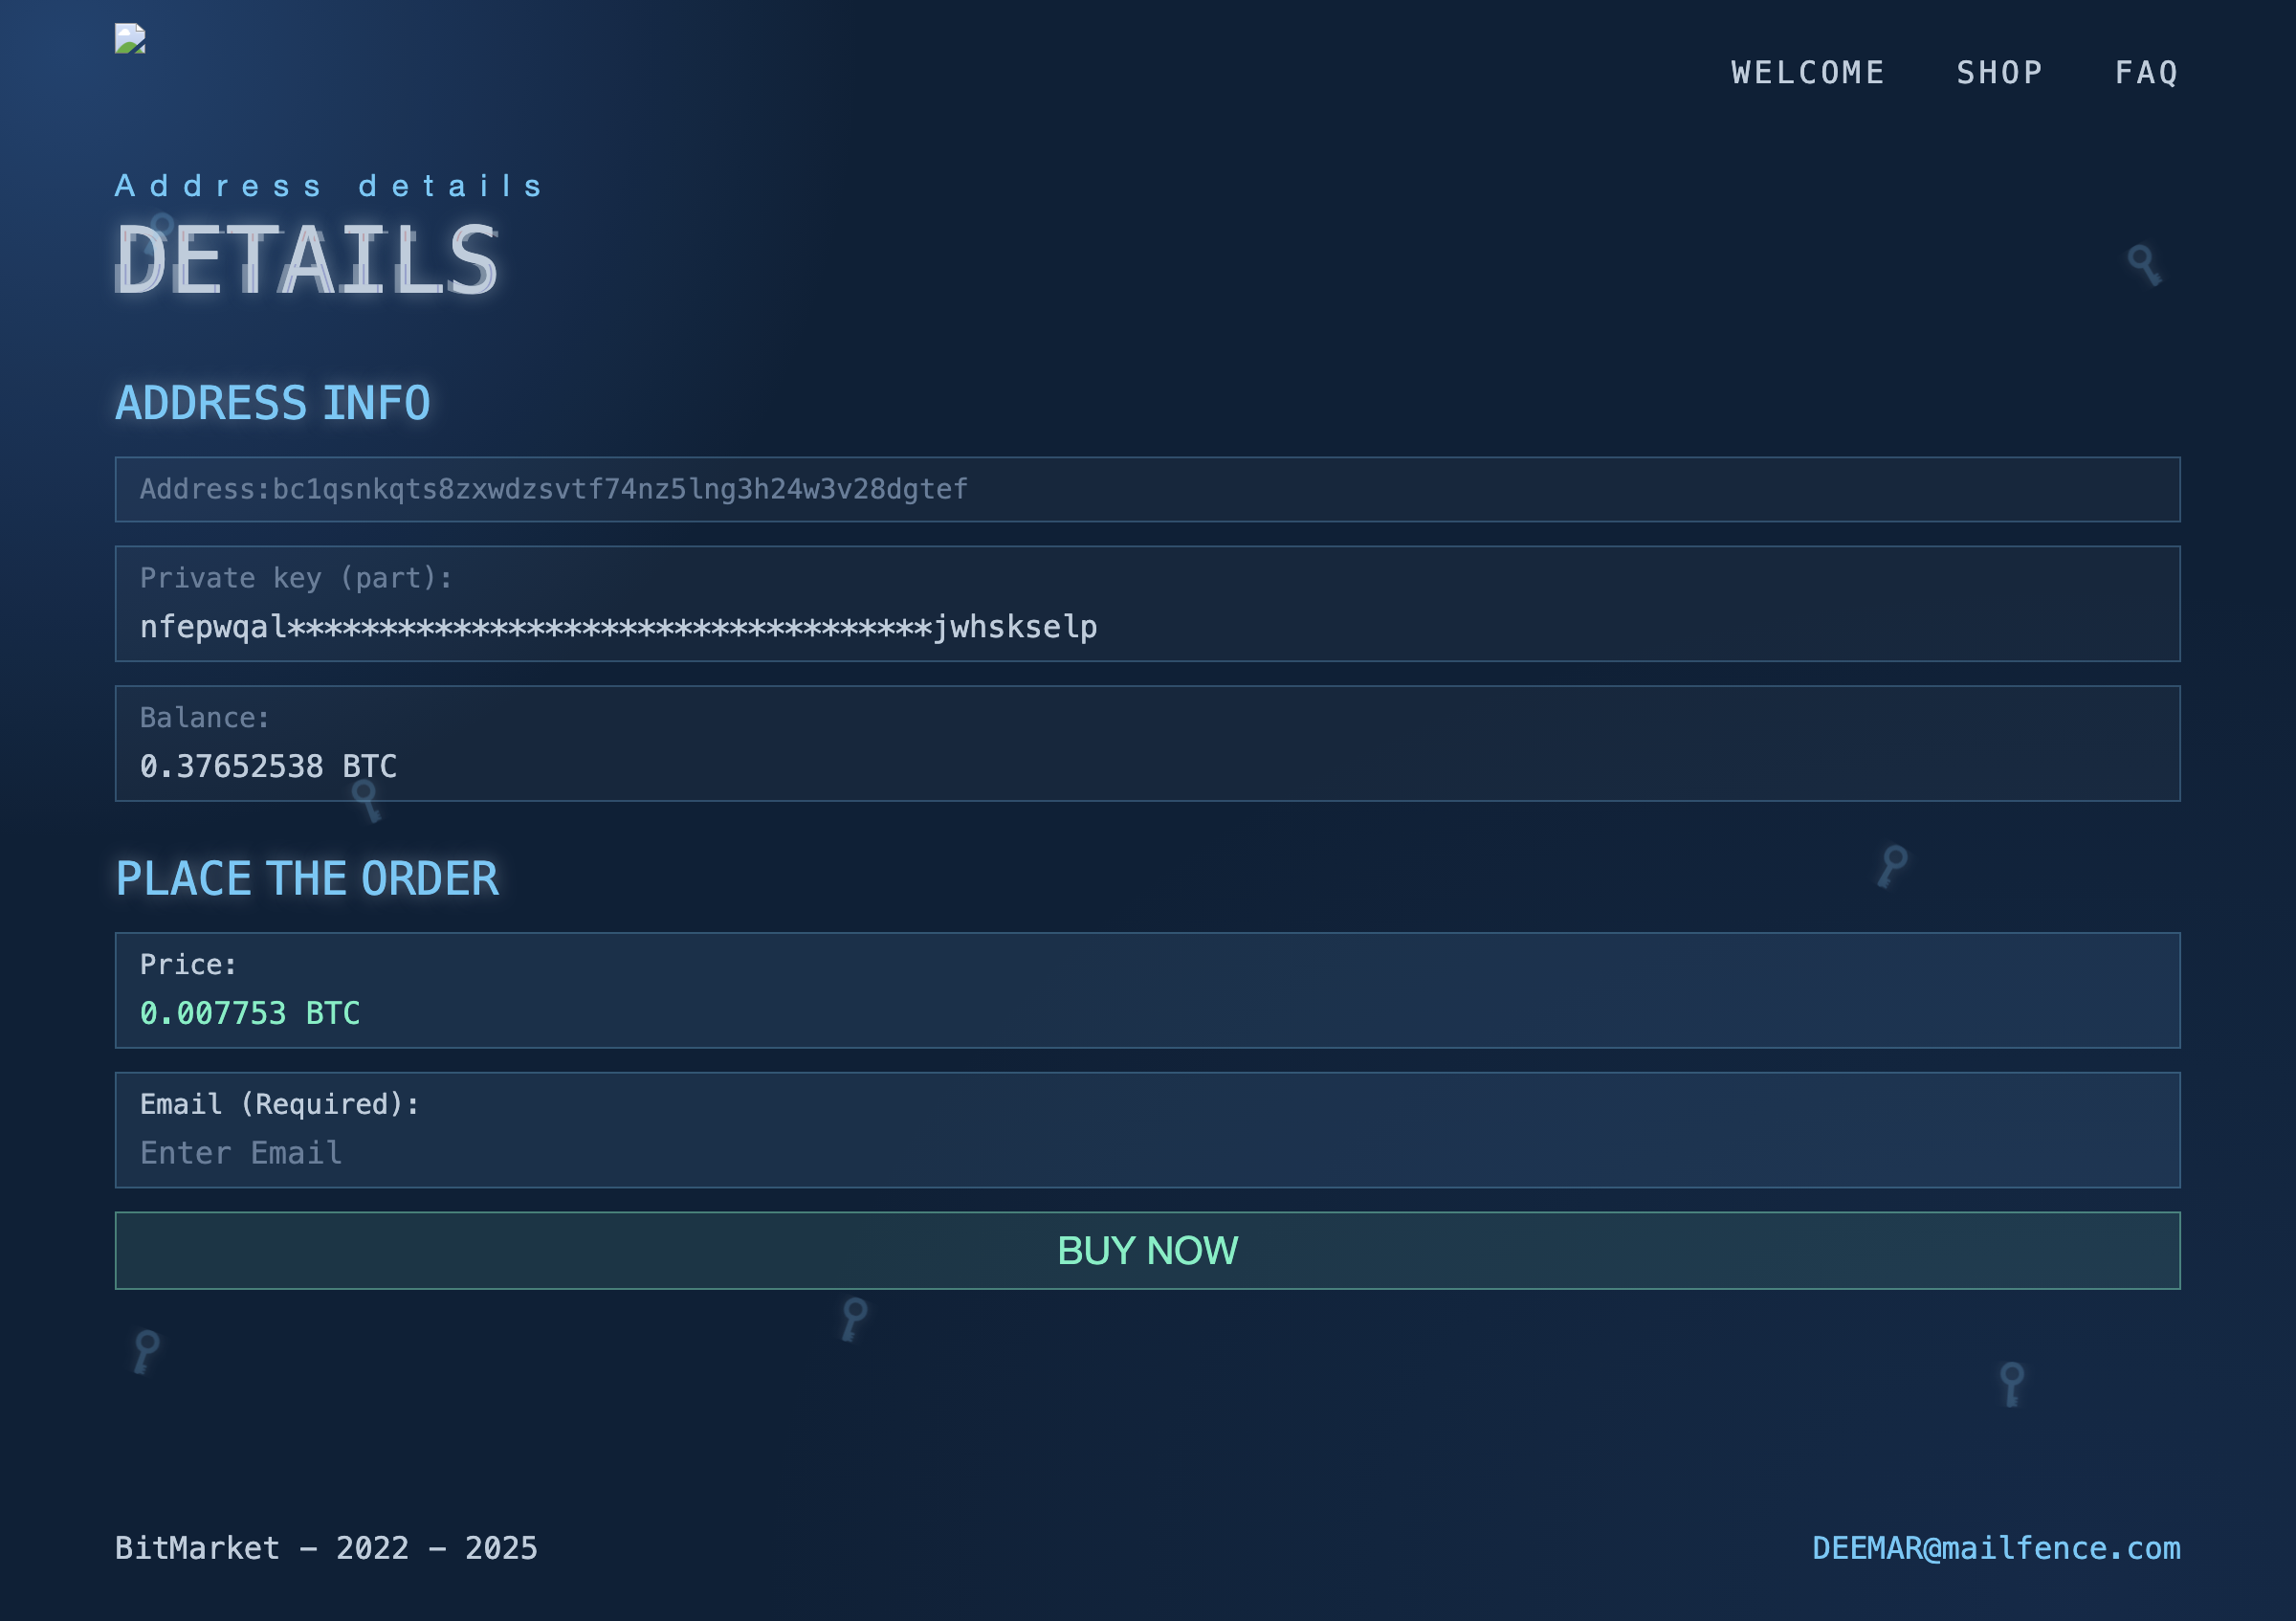 WELCOME SHOP FAQ
Address details
DETAILS
ADDRESS INFO
Address:bc1qsnkqts8zxwdzsvtf74nz5lng3h24w3v28dgtef
Private key (part):
nfepwqal***********************************jwhskselp
Balance:
0.37652538 BTC
PLACE THE ORDER
Price:
0.007753 BTC
Email (Required):
Enter Email
BUY NOW
BitMarket – 2022 – 2025
DEEMAR@mailfence.com